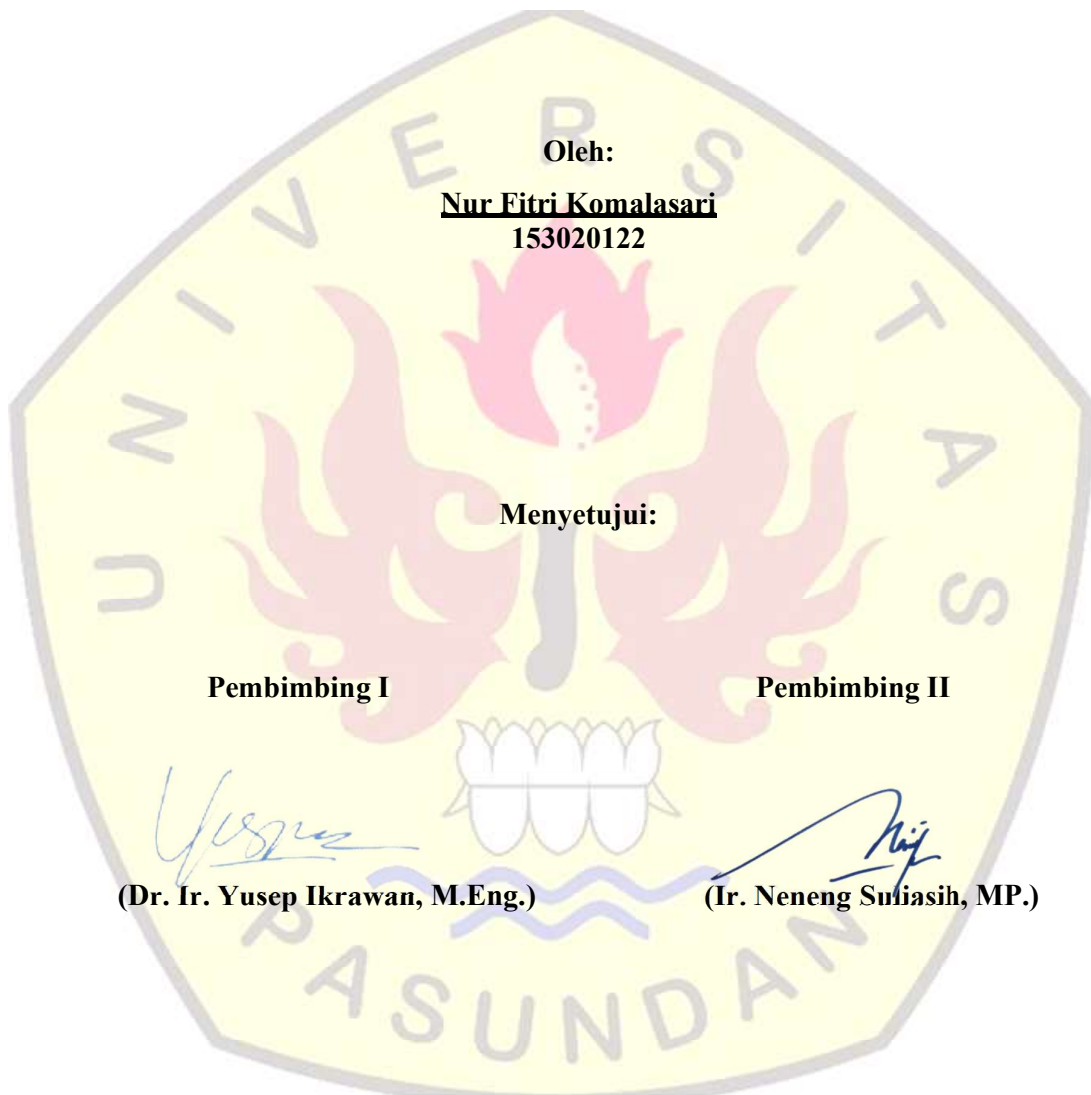 UNIVERSITAS
Oleh:
Nur Fitri Komalasari
153020122
Menyetujui:
Pembimbing I
Pembimbing II
(Dr. Ir. Yusep Ikrawan, M.Eng.)
(Ir. Neneng Suliasih, MP.)
PASUNDAN